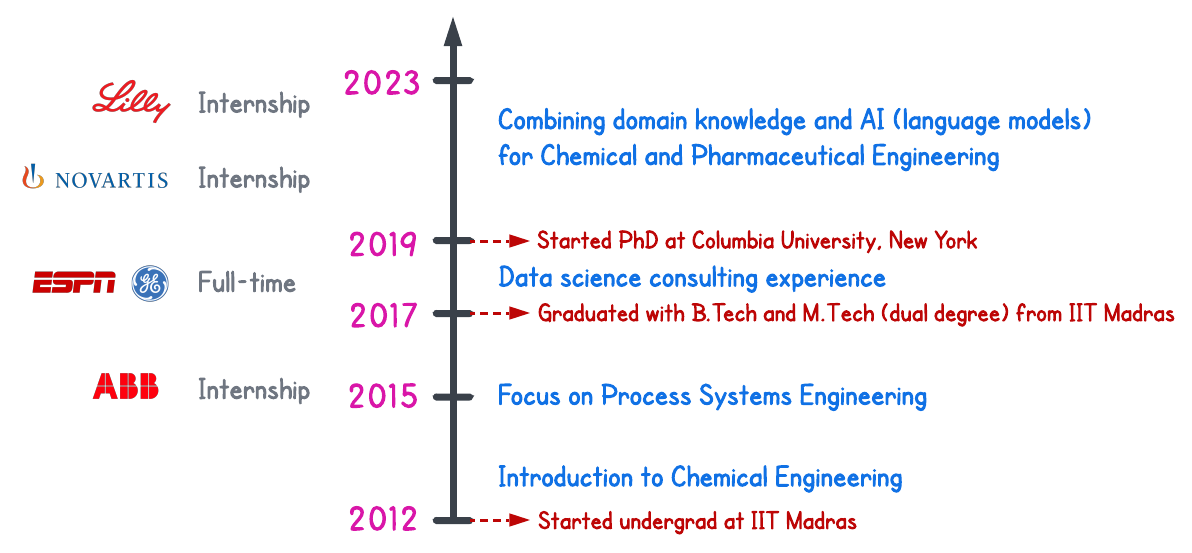 2023
Lilly Internship
Combining domain knowledge and AI (language models)
for Chemical and Pharmaceutical Engineering
NOVARTIS Internship
2019
Started PhD at Columbia University, New York
ESPN GE Full-time
Data science consulting experience
2017
Graduated with B.Tech and M.Tech (dual degree) from IIT Madras
ABB Internship
2015
Focus on Process Systems Engineering
Introduction to Chemical Engineering
2012
Started undergrad at IIT Madras